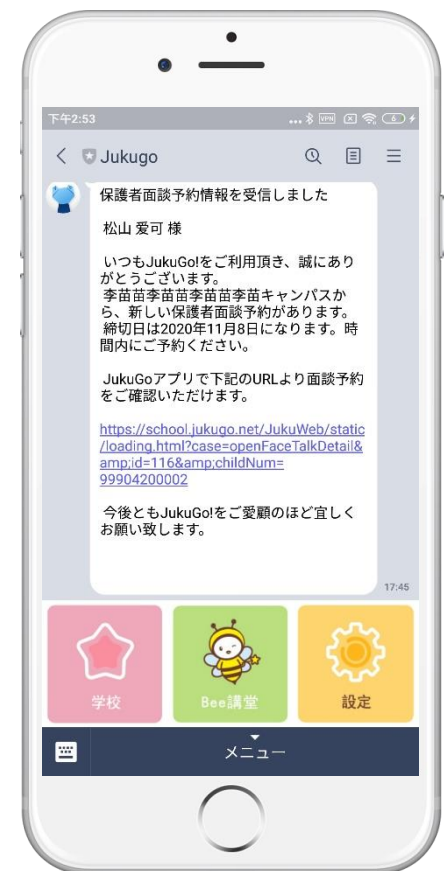 下午2:53
... VPN 6
Jukugo
保護者面談予約情報を受信しました
松山 爱可 様
いつもJukuGo!をご利用頂き、誠にあり
がとうございます。
李苗苗李苗苗李苗苗李苗キャンパスか
ら、新しい保護者面談予約があります。
締切日は2020年11月8日になります。時
間内にご予約ください。
JukuGoアプリで下記のURLより面談予約
をご確認いただけます。
https://school.jukugo.net/JukuWeb/static
/loading.html?case=openFaceTalkDetail&
amp;id=116&amp;childNum=
99904200002
今後ともJukuGo!をご愛顧のほど宜しく
お願い致します。
17:45
学校
Bee講堂
設定
メニュー